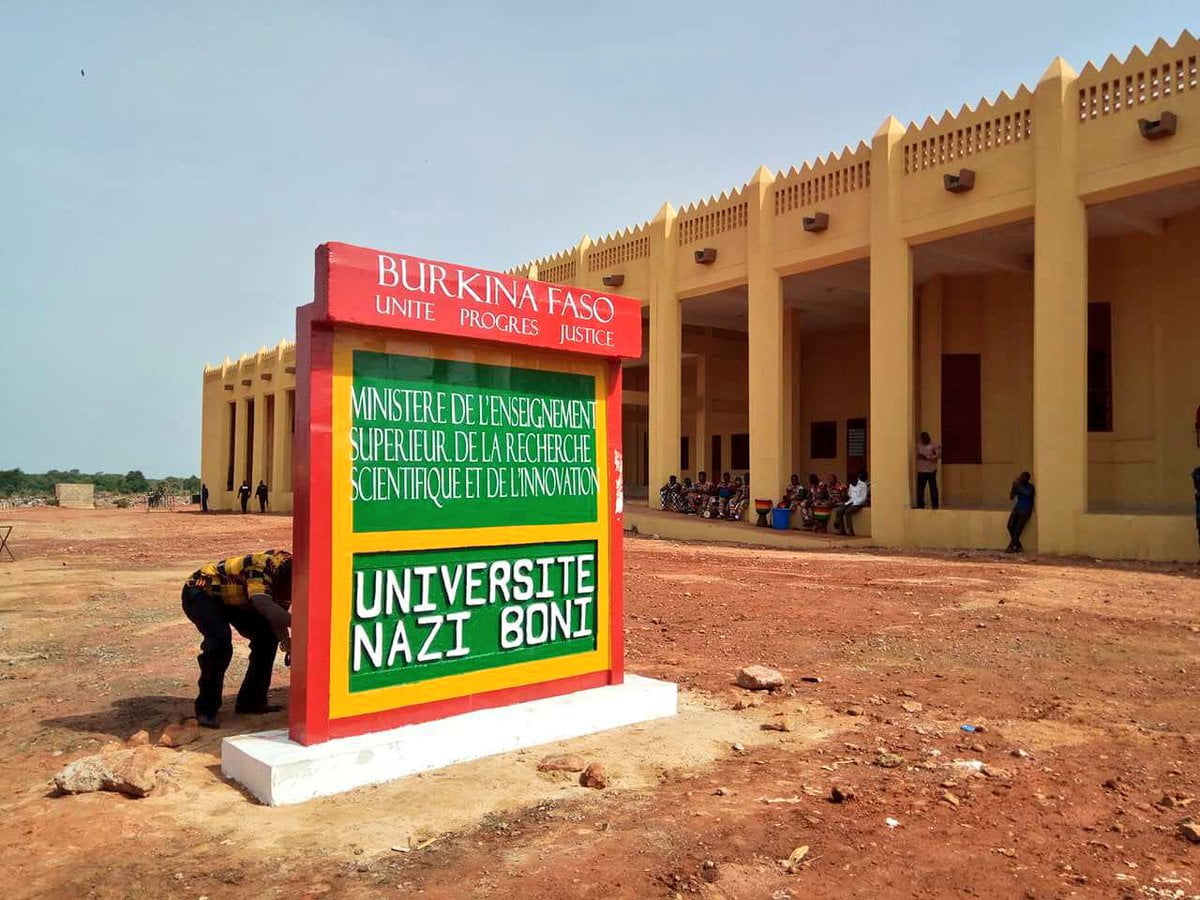 BURKINA FASO
UNITE PROGRES JUSTICE
MINISTERE DE L'ENSEIGNEMENT
SUPERIEUR. DE LA RECHERCHE
SCIENTIFIQUE ET DE L'INNOVATION
UNIVERSITE
NAZI BONI